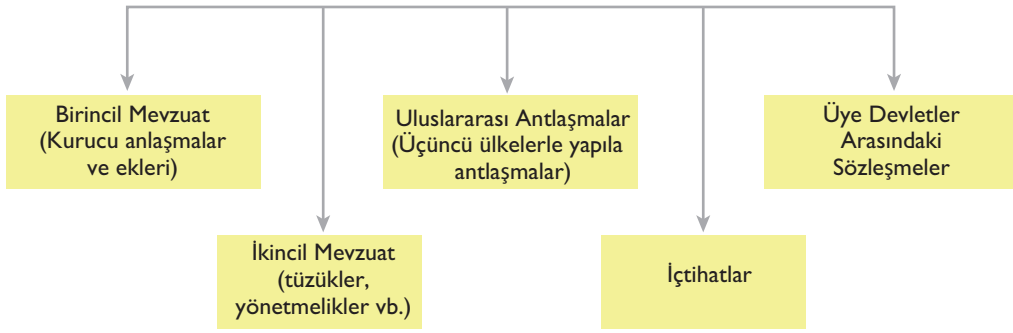 Birincil Mevzuat
(Kurucu anlaşmalar
ve ekleri)
Uluslararası Antlaşmalar
(Üçüncü ülkelerle yapıla
antlaşmalar)
Üye Devletler
Arasındaki
Sözleşmeler
İkincil Mevzuat
(tüzükler,
yönetmelikler vb.)
İçtihatlar